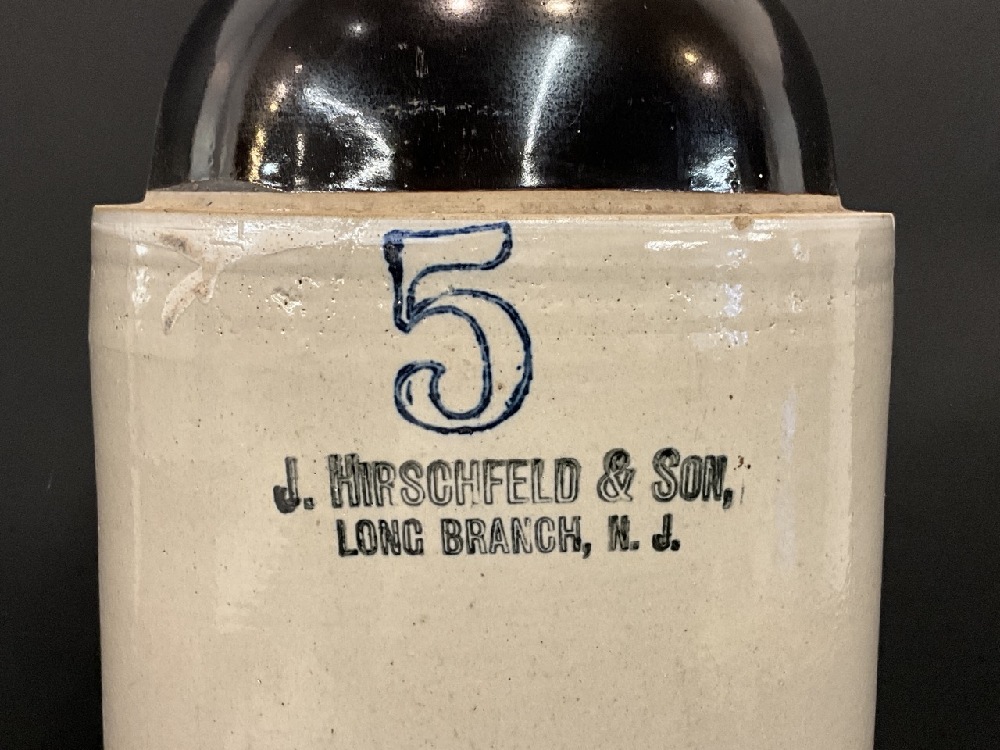 5
J. HIRSCHFELD & SON,
LONG BRANCH, N. J.